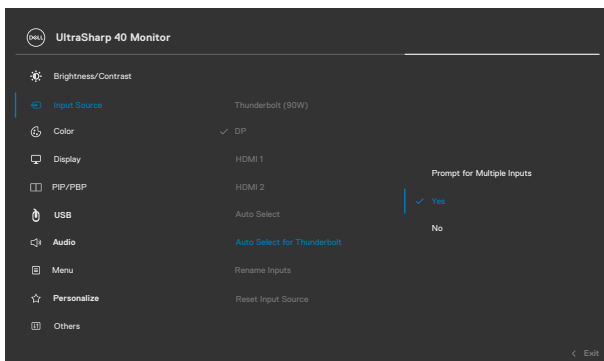 DELL
UltraSharp 40 Monitor
Brightness/Contrast
Input Source
Color
Display
PIP/PBP
USB
Audio
Menu
Personalize
Others
Thunderbolt (90W)
DP
HDMI 1
HDMI 2
Auto Select
Auto Select for Thunderbolt
Rename Inputs
Reset Input Source
Prompt for Multiple Inputs
Yes
No
Exit